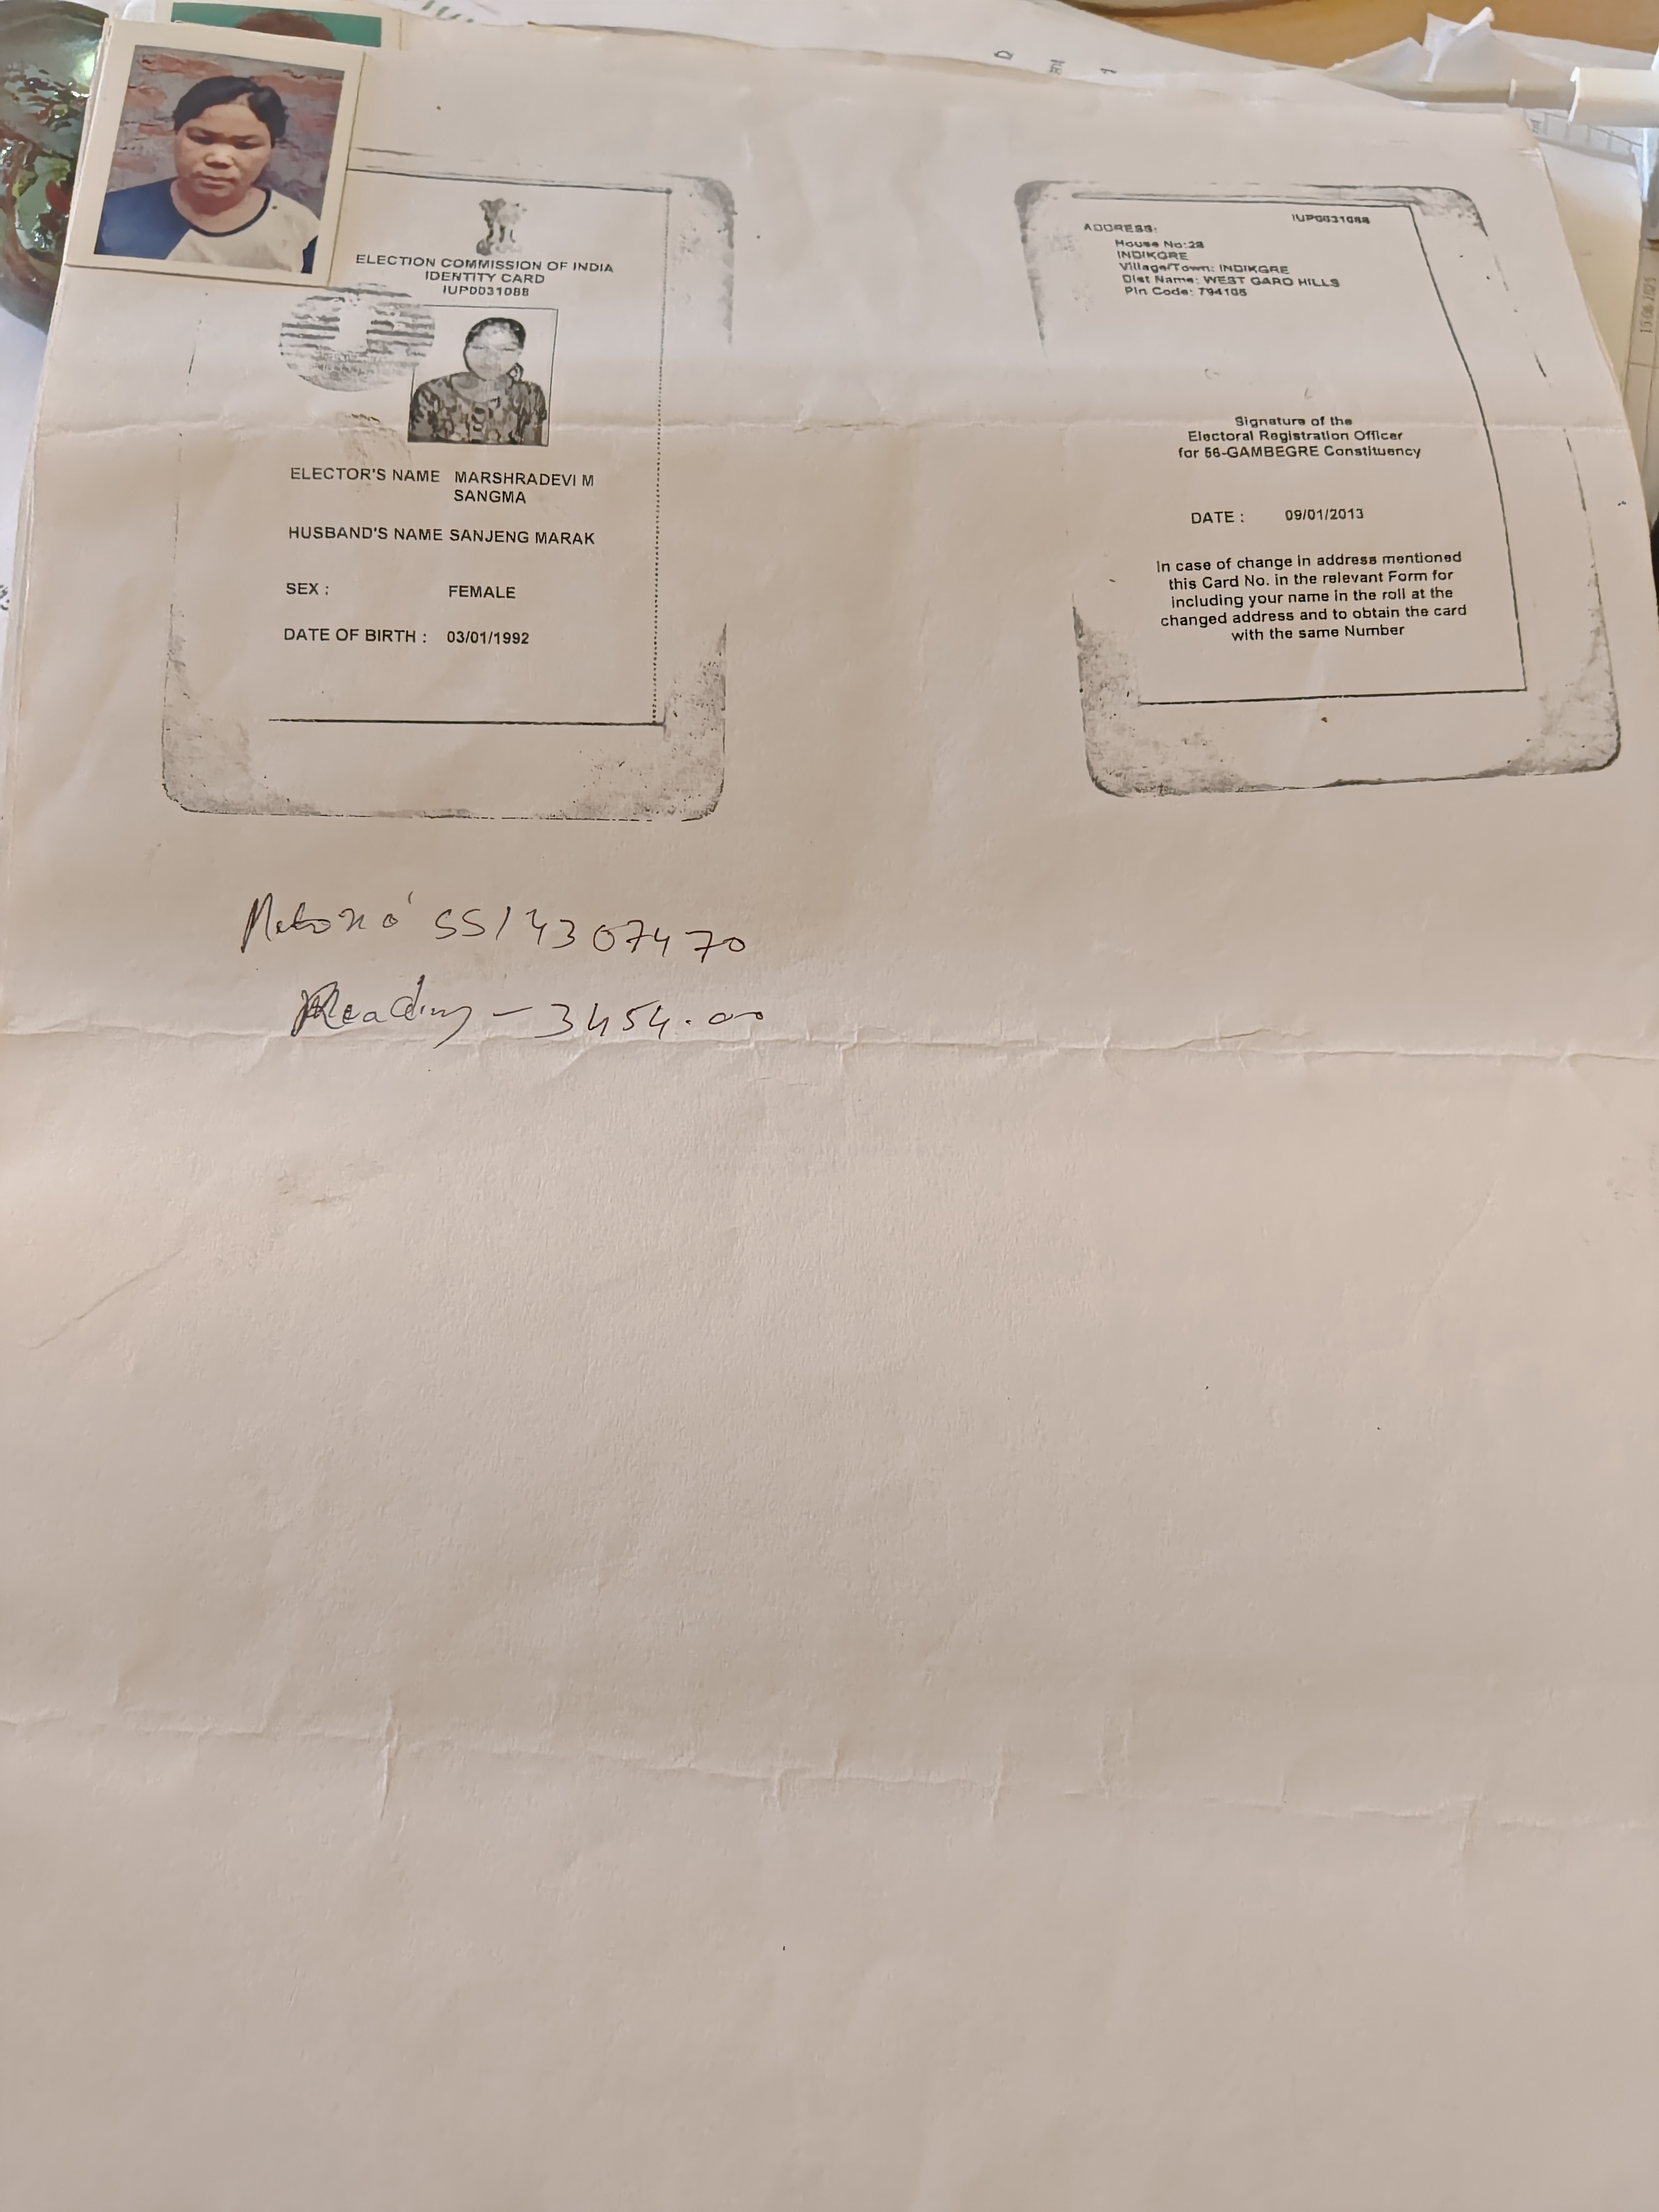 ELECTION COMMISSION OF INDIA
IDENTITY CARD
IUP0031088
ELECTOR'S NAME MARSHRADEVI M
SANGMA
HUSBAND'S NAME SANJENG MARAK
SEX : FEMALE
DATE OF BIRTH : 03/01/1992
IUP0031088
ADDRESS:
House No:28
INDIKGRE
Village/Town: INDIKGRE
Dist Name: WEST GARO HILLS
Pin Code: 794105
Signature of the
Electoral Registration Officer
for 56-GAMBEGRE Constituency
DATE : 09/01/2013
In case of change in address mentioned
this Card No. in the relevant Form for
including your name in the roll at the
changed address and to obtain the card
with the same Number
SS14307470
Reading - 3454.00